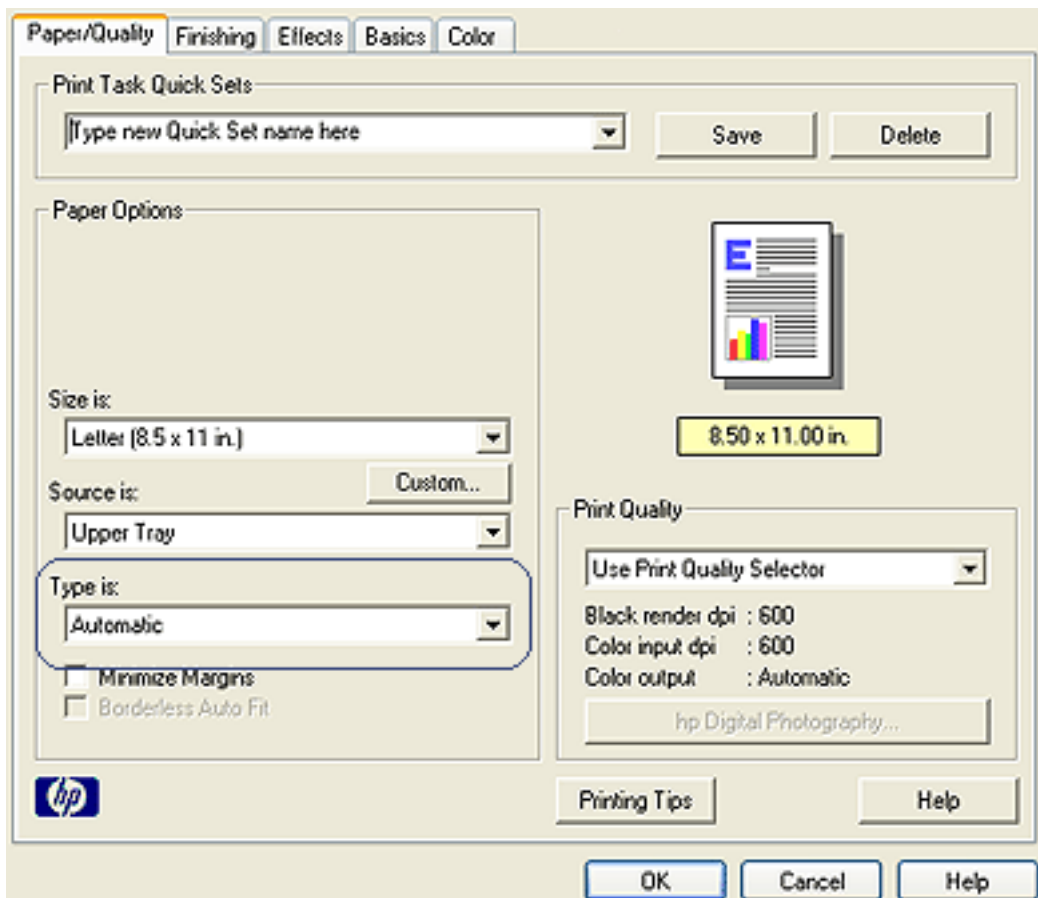 Paper/Quality Finishing Effects Basics Color
Print Task Quick Sets
Type new Quick Set name here Save Delete
Paper Options
E
Size is:
Letter (8.5 x 11 in.)
8.50 x 11.00 in.
Custom...
Source is:
Upper Tray
Print Quality
Use Print Quality Selector
Type is:
Automatic
Black render dpi : 600
Color input dpi : 600
Color output : Automatic
Minimize Margins
Borderless Auto Fit
hp Digital Photography...
hp
Printing Tips Help
OK Cancel Help